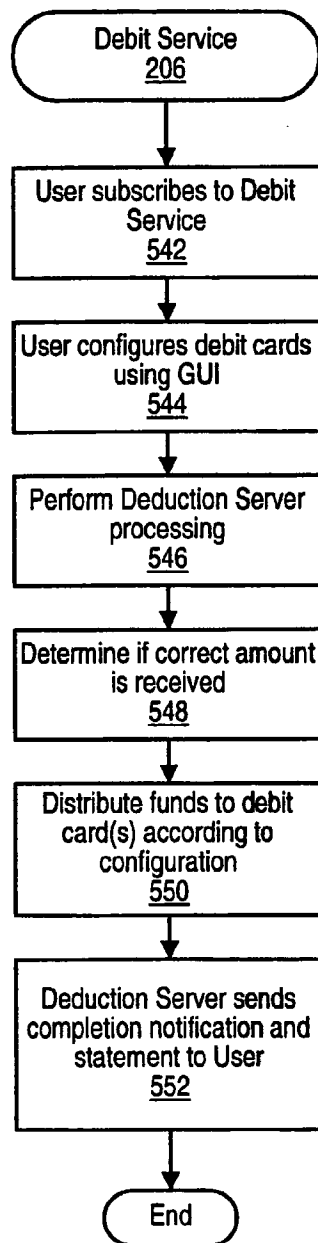 Debit Service
206
User subscribes to Debit
Service
542
User configures debit cards
using GUI
544
Perform Deduction Server
processing
546
Determine if correct amount
is received
548
Distribute funds to debit
card(s) according to
configuration
550
Deduction Server sends
completion notification and
statement to User
552
End